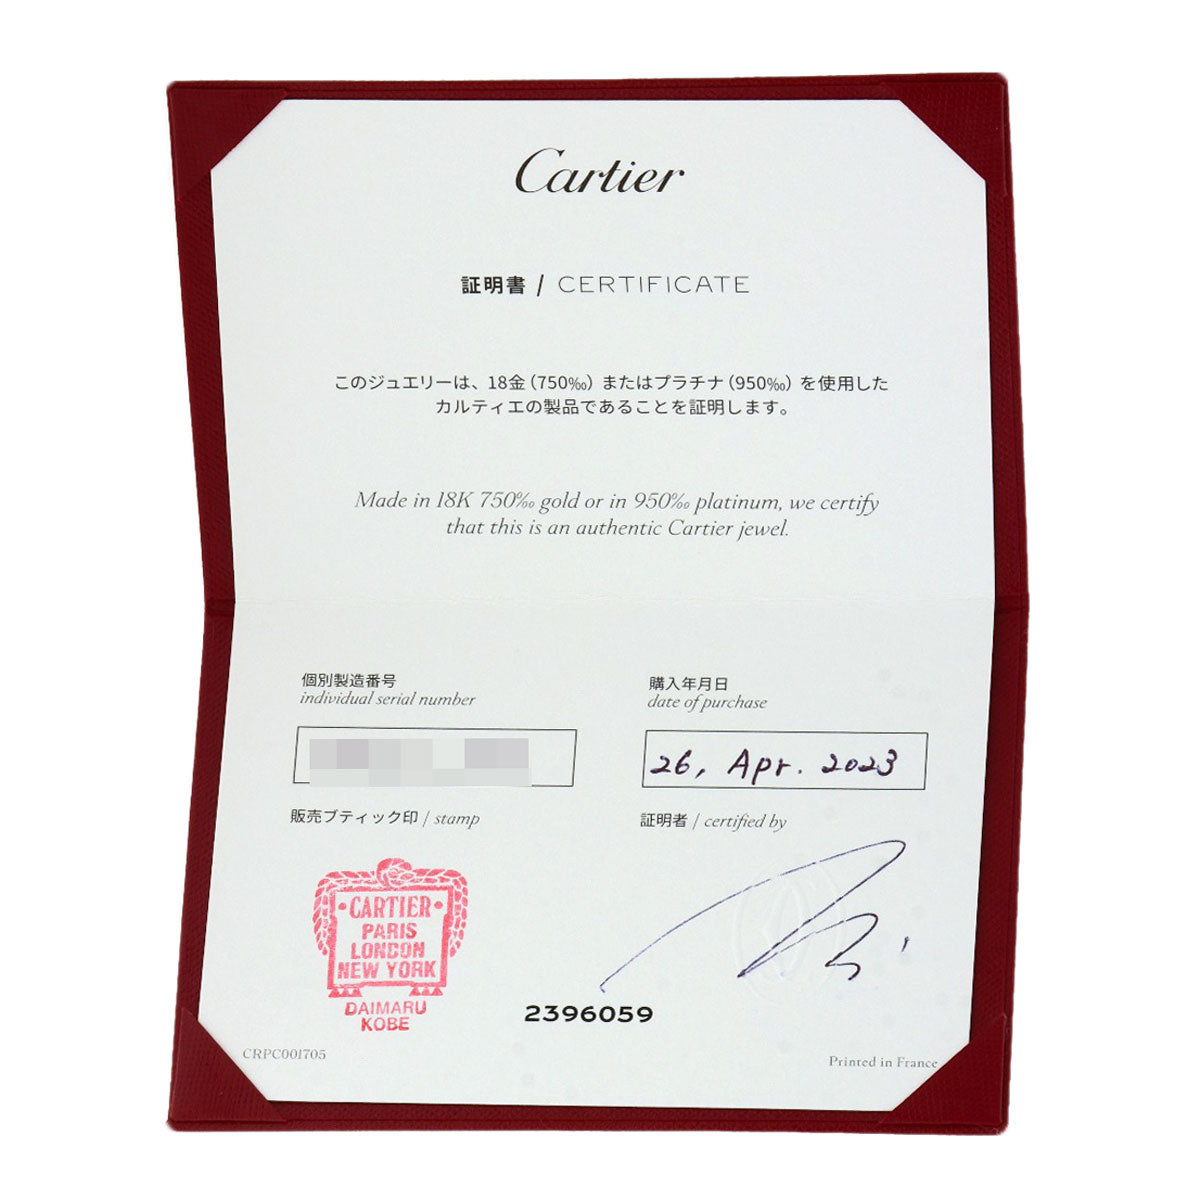 Cartier
証明書 / CERTIFICATE
このジュエリーは、18金（750‰）またはプラチナ（950‰）を使用した
カルティエの製品であることを証明します。
Made in 18K 750‰ gold or in 950‰ platinum, we certify
that this is an authentic Cartier jewel.
個別製造番号
individual serial number
購入年月日
date of purchase
26, Apr. 2023
販売ブティック印 / stamp
証明者 / certified by
•CARTIER•
PARIS
LONDON
NEW YORK
DAIMARU
KOBE
2396059
CRPC001705
Printed in France